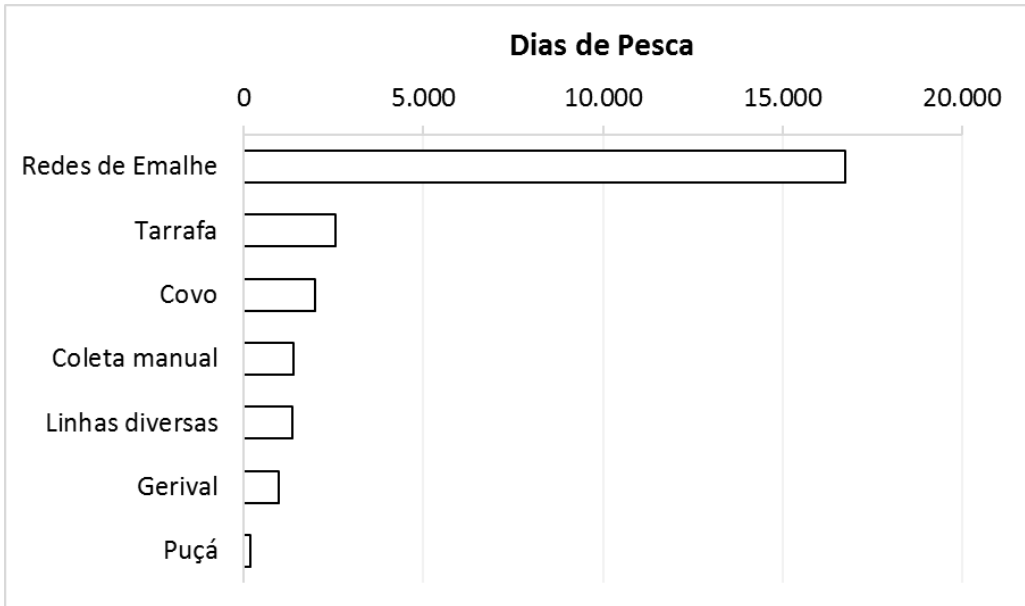 Dias de Pesca
0 5.000 10.000 15.000 20.000
Redes de Emalhe
Tarrafa
Covo
Coleta manual
Linhas diversas
Gerival
Puçá